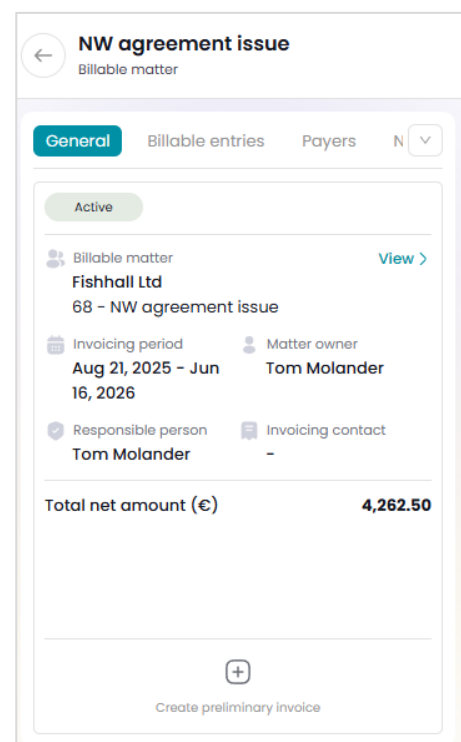 NW agreement issue
Billable matter
General Billable entries Payers N
Active
Billable matter View
Fishhall Ltd
68 - NW agreement issue
Invoicing period Matter owner
Aug 21, 2025 - Jun Tom Molander
16, 2026
Responsible person Invoicing contact
Tom Molander -
Total net amount (€) 4,262.50
Create preliminary invoice